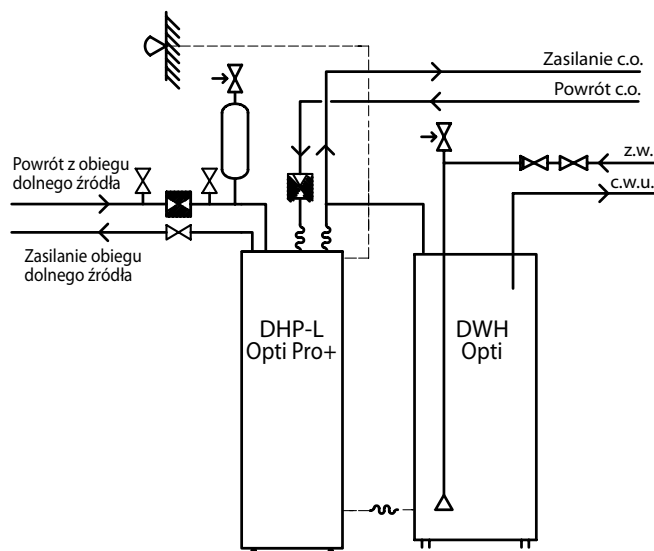 Zasilanie c.o.
Powrót c.o.
z.w.
c.w.u.
Powrót z obiegu
dolnego źródła
Zasilanie obiegu
dolnego źródła
DHP-L
Opti Pro+
DWH
Opti